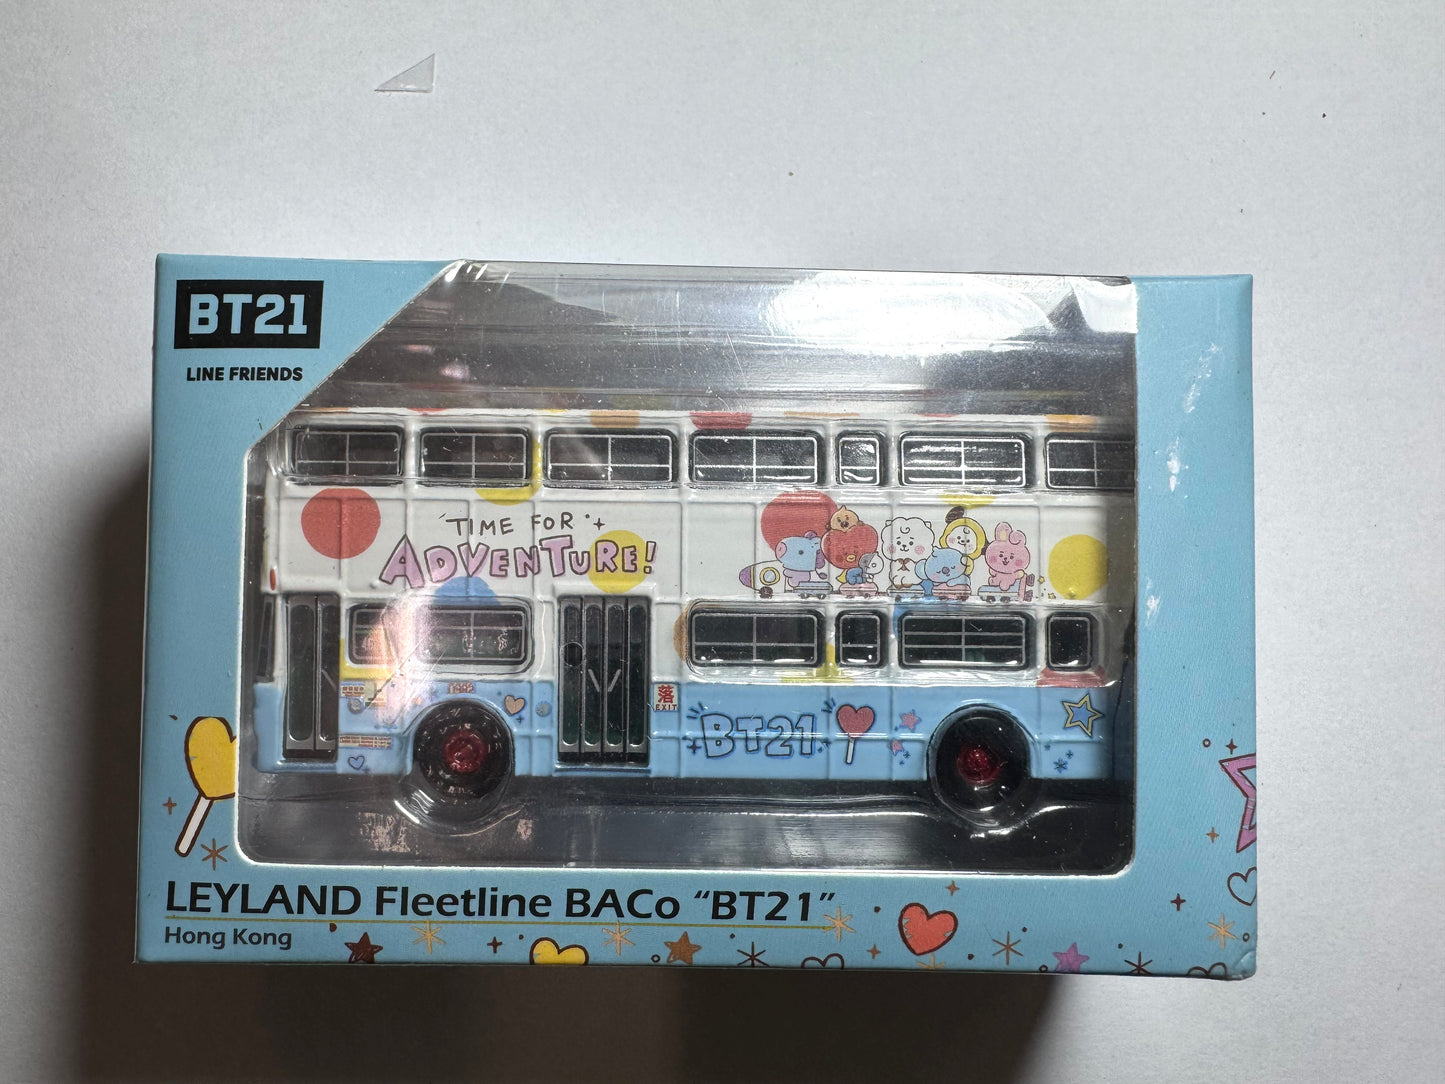 BT21
LINE FRIENDS
TIME FOR
ADVENTURE!
落
EXIT
BT21
LEYLAND Fleetline BACo “BT21”
Hong Kong